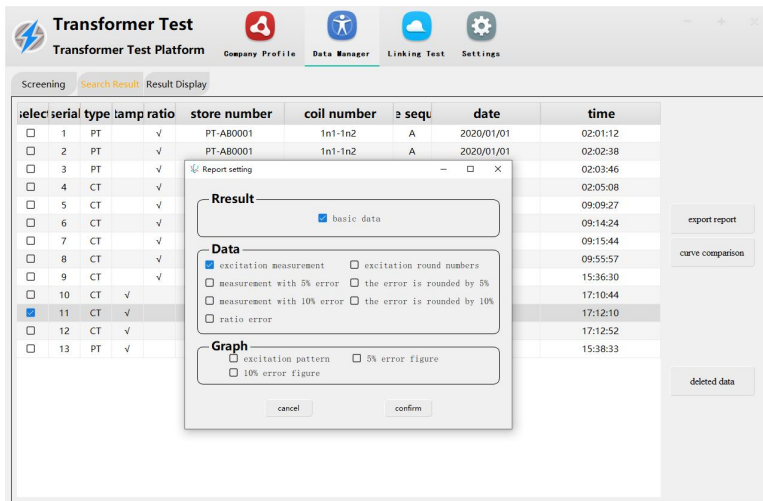 Transformer Test
Transformer Test Platform
Company Profile Data Manager Linking Test Settings
Screening Search Result Result Display
selec serial type tamp ratio store number coil number e sequ date time
1 PT √ PT-AB0001 1n1-1n2 A 2020/01/01 02:01:12
2 PT √ PT-AB0001 1n1-1n2 A 2020/01/01 02:02:38
3 PT √ 02:03:46
4 CT √ 02:05:08
5 CT √ 09:09:27
6 CT √ 09:14:24
7 CT √ 09:15:44
8 CT √ 09:55:57
9 CT √ 15:36:30
10 CT √ 17:10:44
11 CT √ 17:12:10
12 CT √ 17:12:52
13 PT √ 15:38:33
Report setting
Rresult
basic data
Data
excitation measurement excitation round numbers
measurement with 5% error the error is rounded by 5%
measurement with 10% error the error is rounded by 10%
ratio error
Graph
excitation pattern 5% error figure
10% error figure
cancel confirm
export report
curve comparison
deleted data